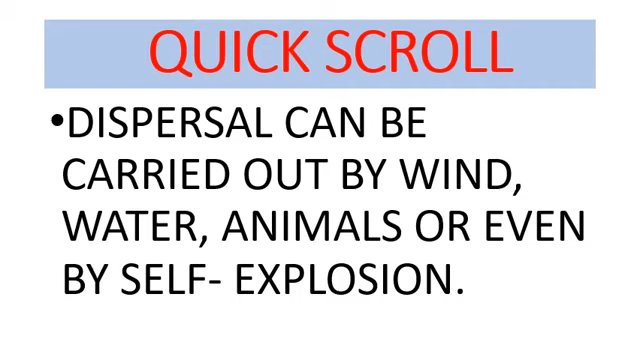 QUICK SCROLL
•DISPERSAL CAN BE
CARRIED OUT BY WIND,
WATER, ANIMALS OR EVEN
BY SELF- EXPLOSION.